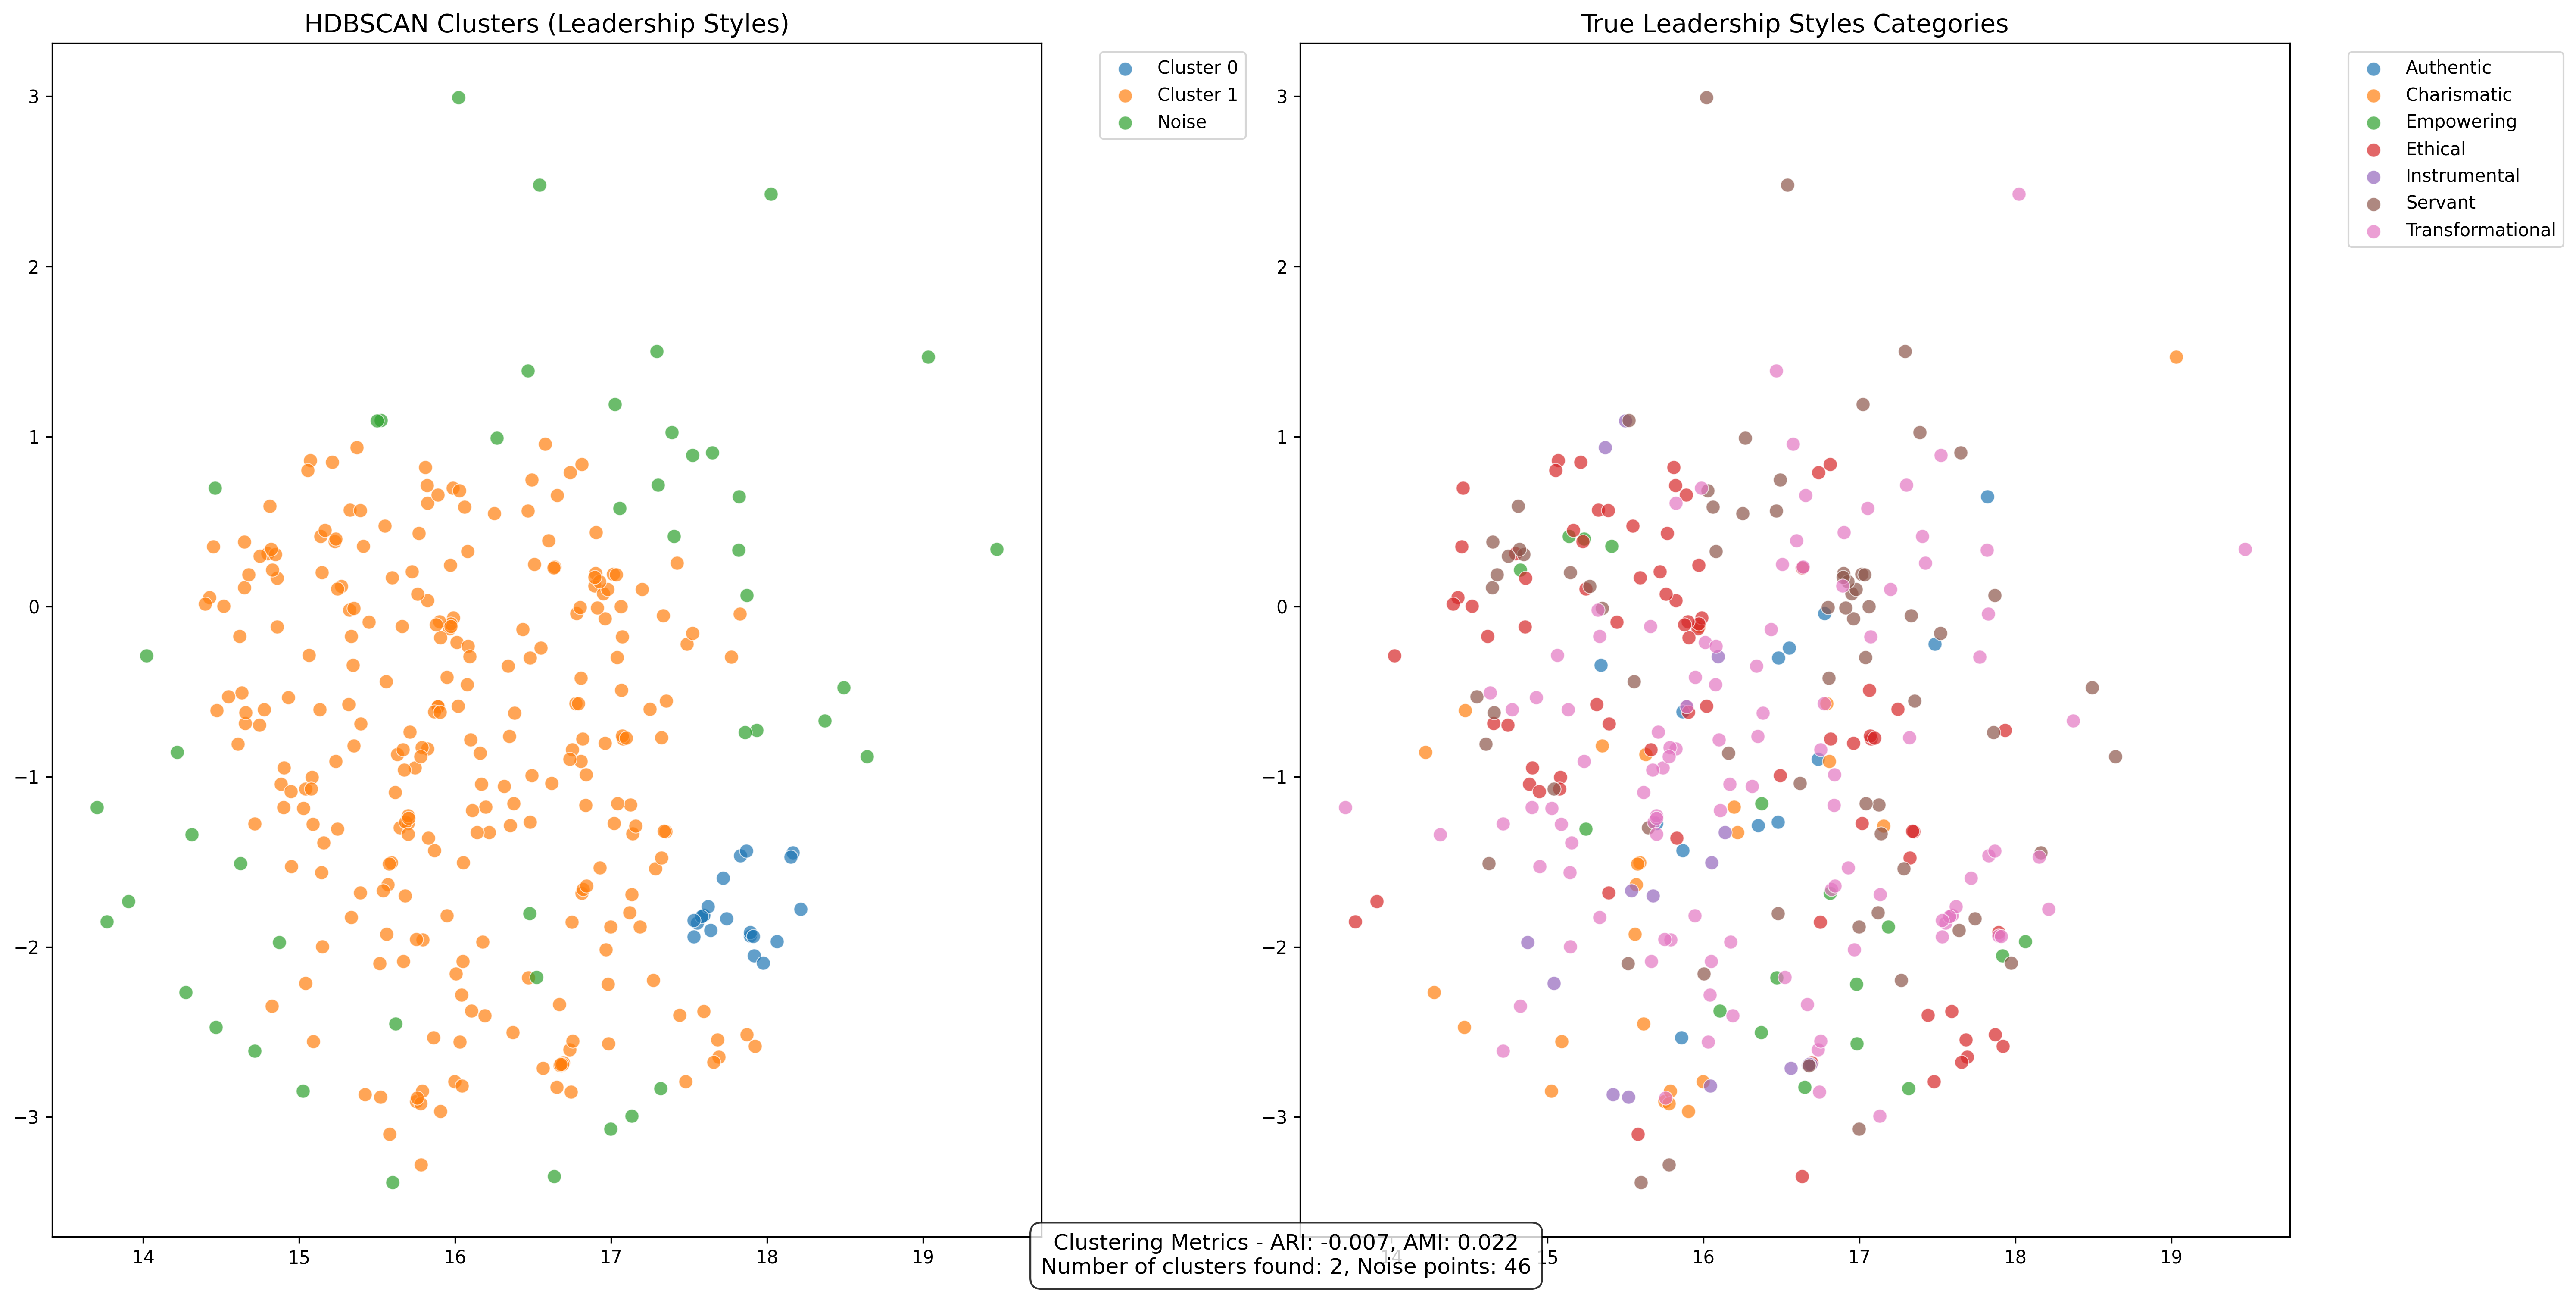 HDBSCAN Clusters (Leadership Styles)
3
2
1
0
−1
−2
−3
14 15 16 17 18 19
Cluster 0
Cluster 1
Noise
True Leadership Styles Categories
3
2
1
0
−1
−2
−3
14 15 16 17 18 19
Authentic
Charismatic
Empowering
Ethical
Instrumental
Servant
Transformational
Clustering Metrics - ARI: -0.007, AMI: 0.022
Number of clusters found: 2, Noise points: 46